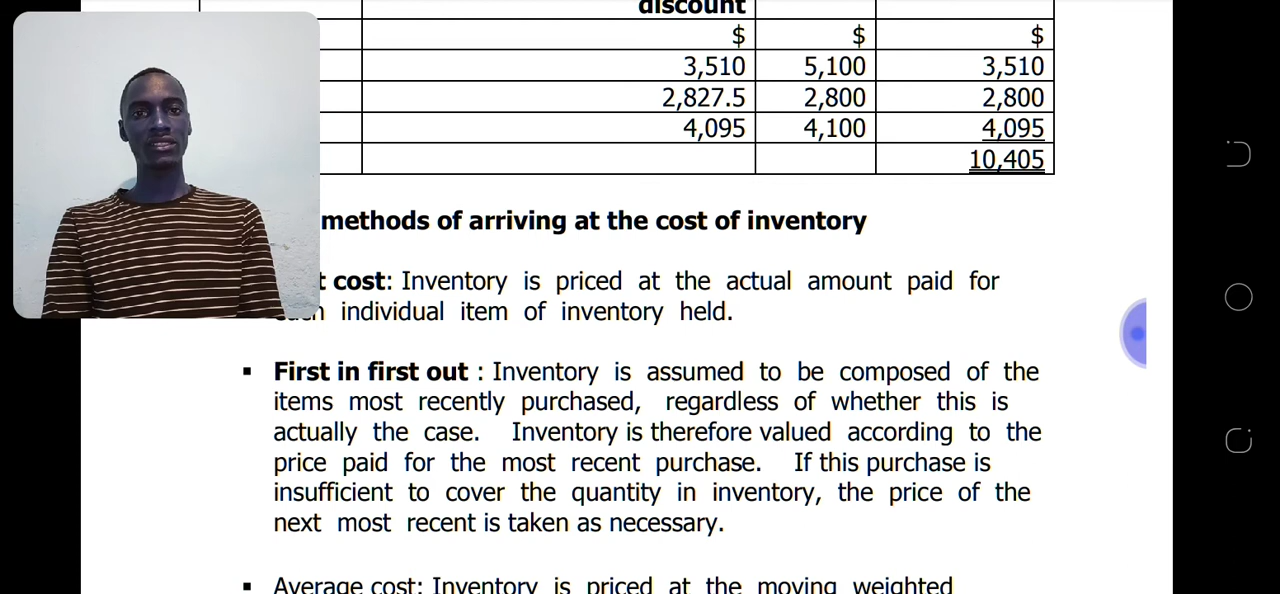 discount
$ $ $
3,510 5,100 3,510
2,827.5 2,800 2,800
4,095 4,100 4,095
10,405
methods of arriving at the cost of inventory
cost: Inventory is priced at the actual amount paid for
individual item of inventory held.
▪ First in first out : Inventory is assumed to be composed of the
items most recently purchased, regardless of whether this is
actually the case. Inventory is therefore valued according to the
price paid for the most recent purchase. If this purchase is
insufficient to cover the quantity in inventory, the price of the
next most recent is taken as necessary.
▪ Average cost: Inventory is priced at the moving weighted